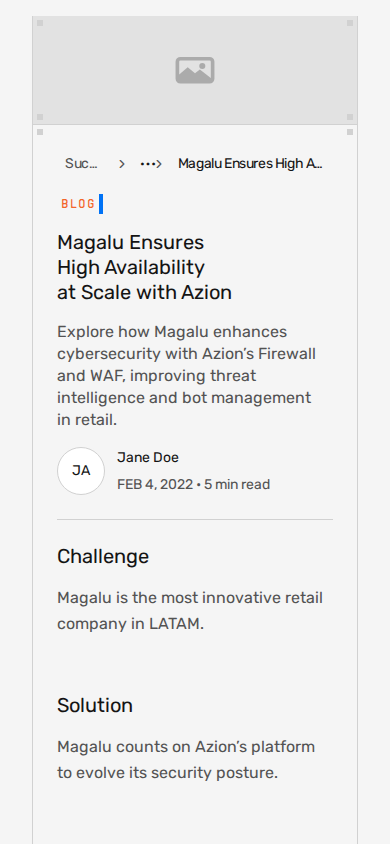 Suc... > ... > Magalu Ensures High A...
BLOG
Magalu Ensures
High Availability
at Scale with Azion
Explore how Magalu enhances
cybersecurity with Azion’s Firewall
and WAF, improving threat
intelligence and bot management
in retail.
JA
Jane Doe
FEB 4, 2022 • 5 min read
Challenge
Magalu is the most innovative retail
company in LATAM.
Solution
Magalu counts on Azion’s platform
to evolve its security posture.